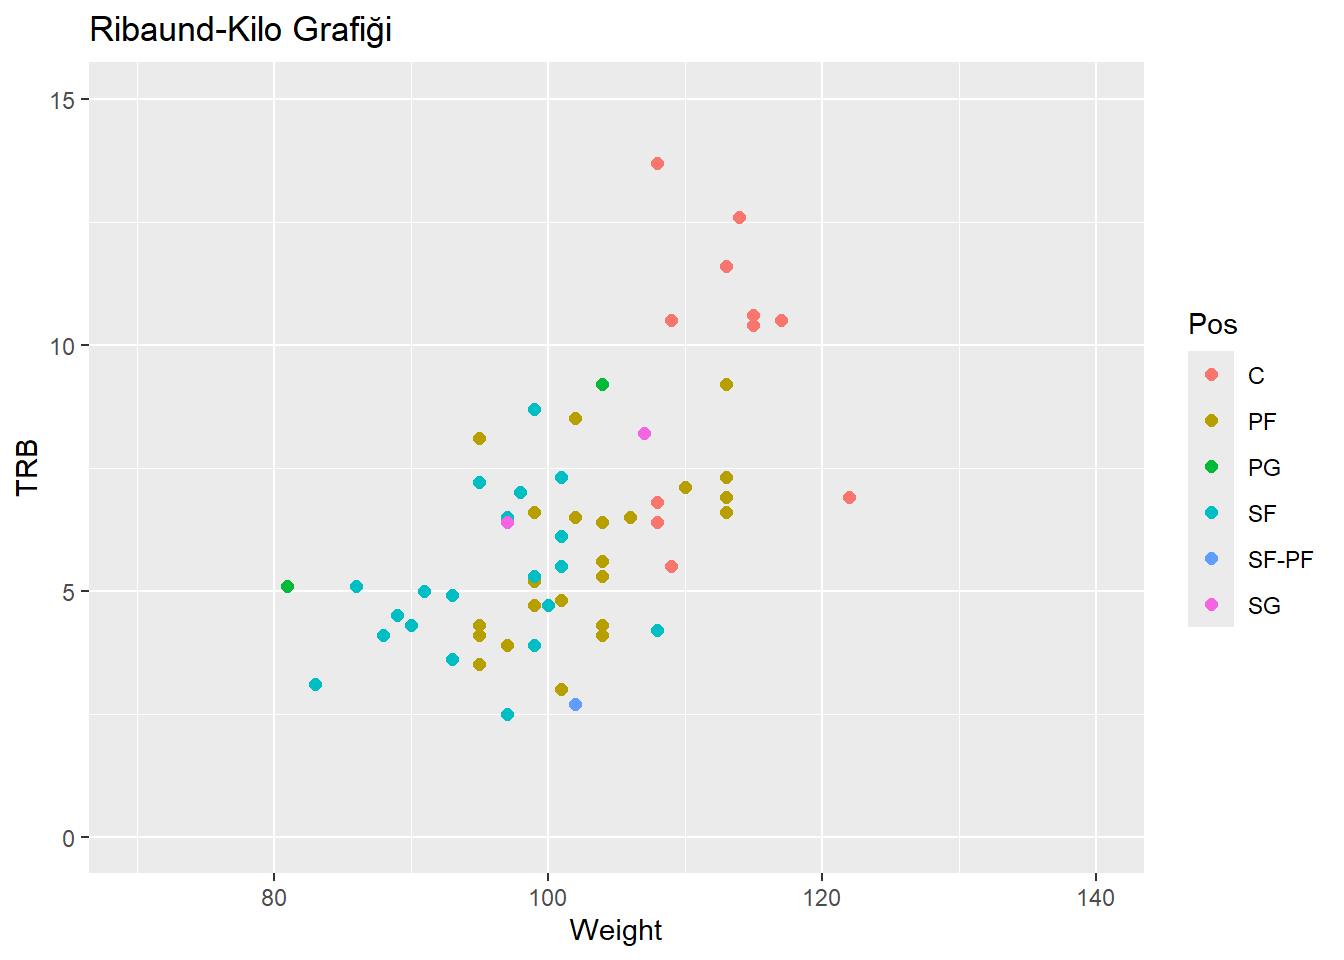 Ribaund-Kilo Grafiği
15
10
5
0
TRB
80 100 120 140
Weight
Pos
C
PF
PG
SF
SF-PF
SG